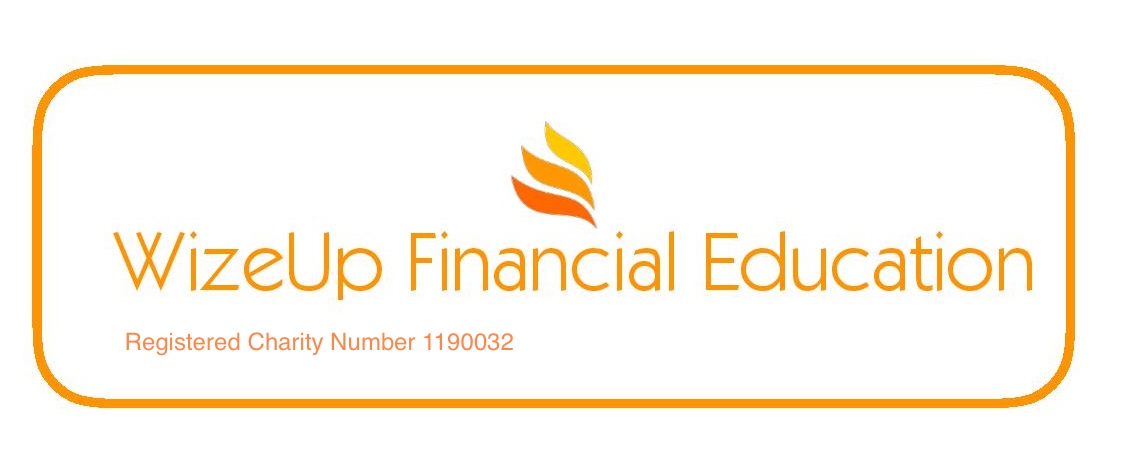 WizeUp Financial Education
Registered Charity Number 1190032